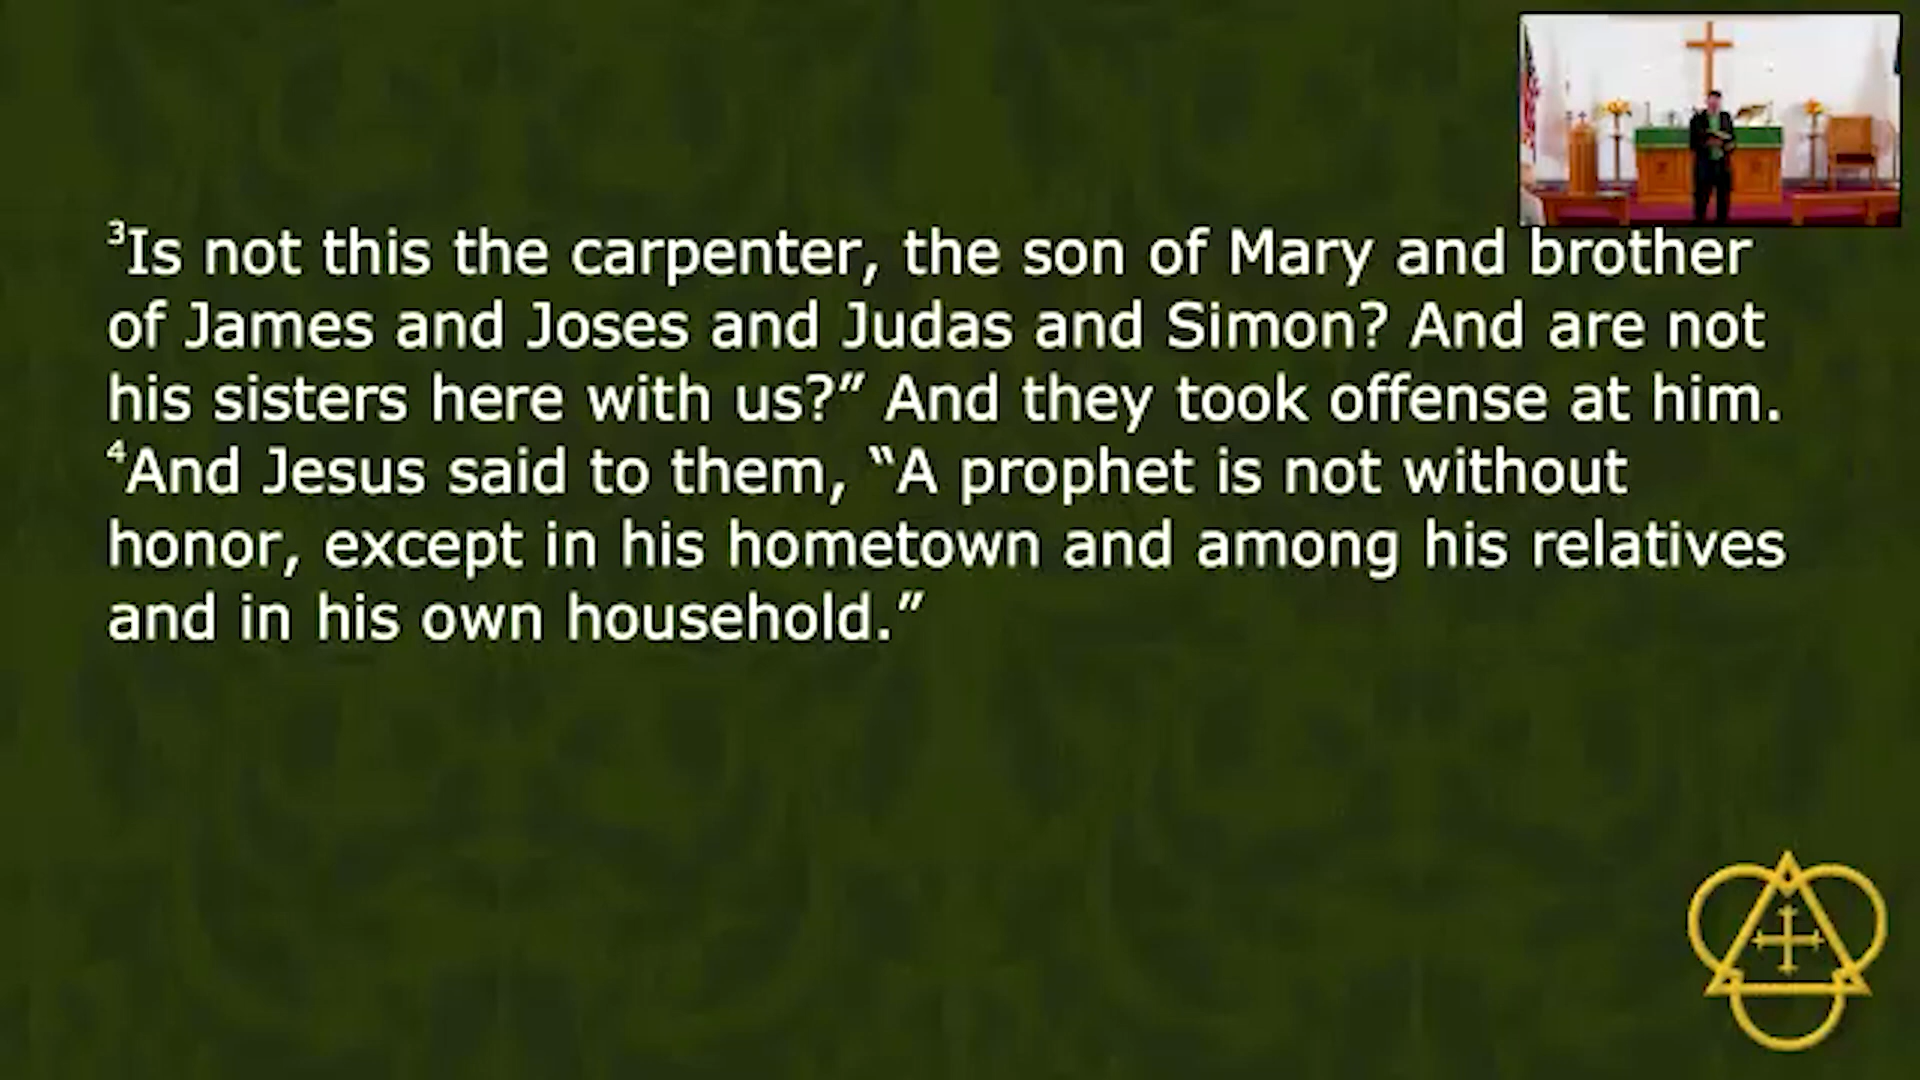 ³Is not this the carpenter, the son of Mary and brother
of James and Joses and Judas and Simon? And are not
his sisters here with us?” And they took offense at him.
⁴And Jesus said to them, “A prophet is not without
honor, except in his hometown and among his relatives
and in his own household.”